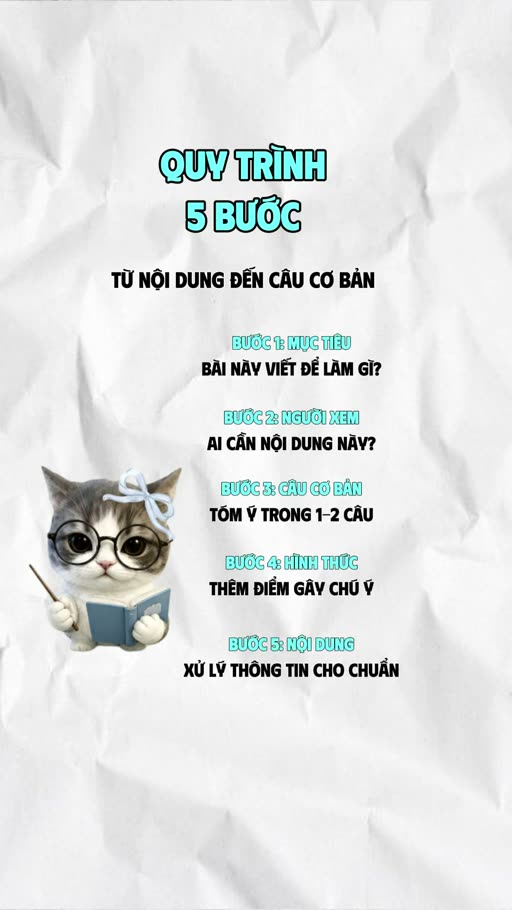 QUY TRÌNH
5 BƯỚC
TỪ NỘI DUNG ĐẾN CÂU CƠ BẢN
BƯỚC 1: MỤC TIÊU
BÀI NÀY VIẾT ĐỂ LÀM GÌ?
BƯỚC 2: NGƯỜI XEM
AI CẦN NỘI DUNG NÀY?
BƯỚC 3: CÂU CƠ BẢN
TÓM Ý TRONG 1-2 CÂU
BƯỚC 4: HÌNH THỨC
THÊM ĐIỂM GÂY CHÚ Ý
BƯỚC 5: NỘI DUNG
XỬ LÝ THÔNG TIN CHO CHUẨN